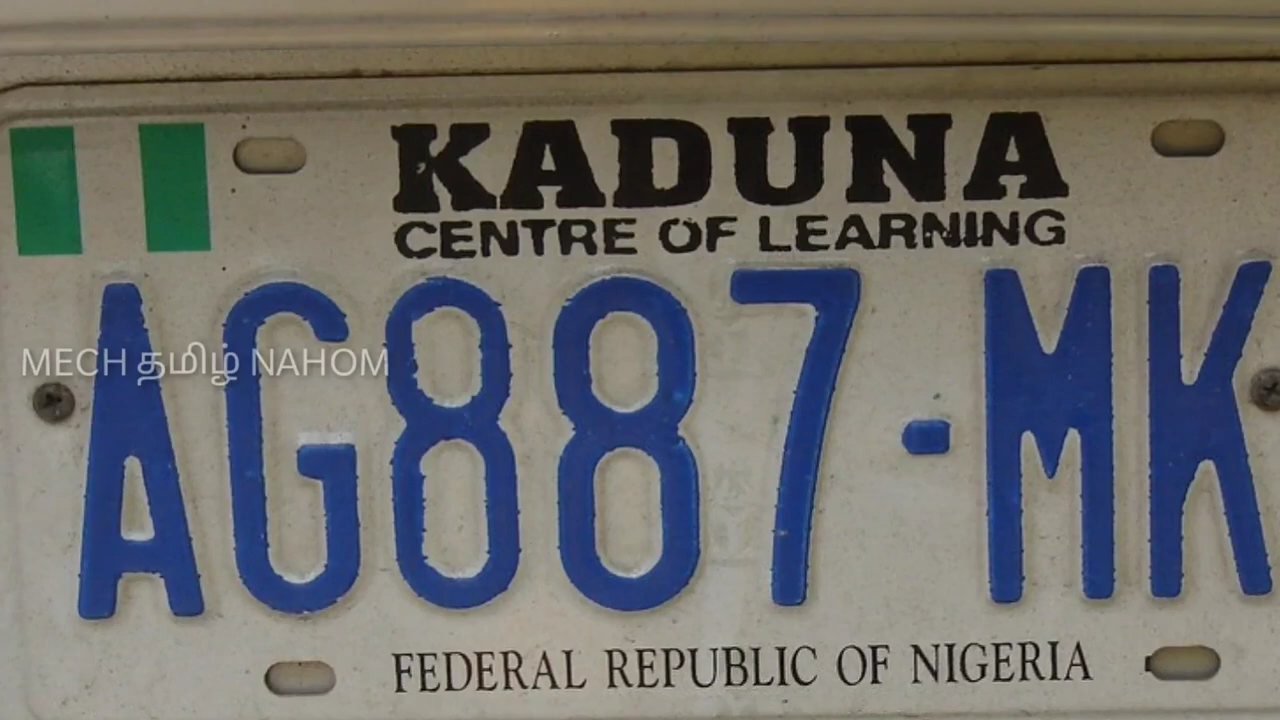 KADUNA
CENTRE OF LEARNING
AG887-MK
MECH தமிழ் NAHOM
FEDERAL REPUBLIC OF NIGERIA